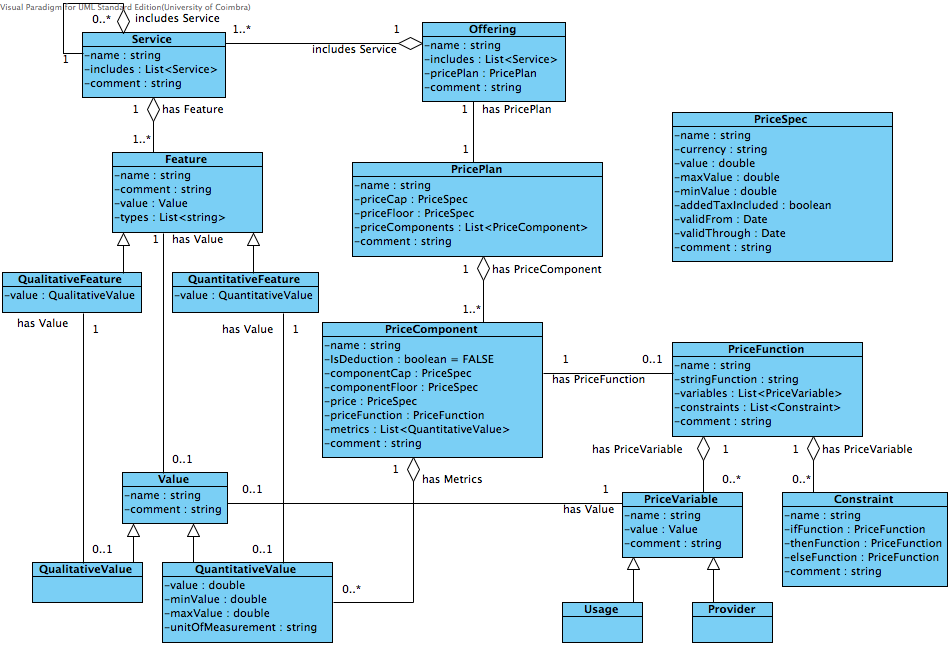 Visual Paradigm for UML Standard Edition(University of Coimbra)
0..*
includes Service
1
Service
-name : string
-includes : List<Service>
-comment : string
1..*
1
includes Service
Offering
-name : string
-includes : List<Service>
-pricePlan : PricePlan
-comment : string
1
has Feature
1..*
1
has PricePlan
1
Feature
-name : string
-comment : string
-value : Value
-types : List<string>
PricePlan
-name : string
-priceCap : PriceSpec
-priceFloor : PriceSpec
-priceComponents : List<PriceComponent>
-comment : string
PriceSpec
-name : string
-currency : string
-value : double
-maxValue : double
-minValue : double
-addedTaxIncluded : boolean
-validFrom : Date
-validThrough : Date
-comment : string
1
has Value
QualitativeFeature
-value : QualitativeValue
QuantitativeFeature
-value : QuantitativeValue
1
has PriceComponent
1..*
has Value
1
has Value
1
PriceComponent
-name : string
-IsDeduction : boolean = FALSE
-componentCap : PriceSpec
-componentFloor : PriceSpec
-price : PriceSpec
-priceFunction : PriceFunction
-metrics : List<QuantitativeValue>
-comment : string
1
0..1
has PriceFunction
PriceFunction
-name : string
-stringFunction : string
-variables : List<PriceVariable>
-constraints : List<Constraint>
-comment : string
has PriceVariable
1
0..*
1
has PriceVariable
0..*
0..1
Value
-name : string
-comment : string
0..1
1
has Metrics
1
has Value
PriceVariable
-name : string
-value : Value
-comment : string
Constraint
-name : string
-ifFunction : PriceFunction
-thenFunction : PriceFunction
-elseFunction : PriceFunction
-comment : string
0..1
0..1
QualitativeValue
QuantitativeValue
-value : double
-minValue : double
-maxValue : double
-unitOfMeasurement : string
0..*
Usage
Provider